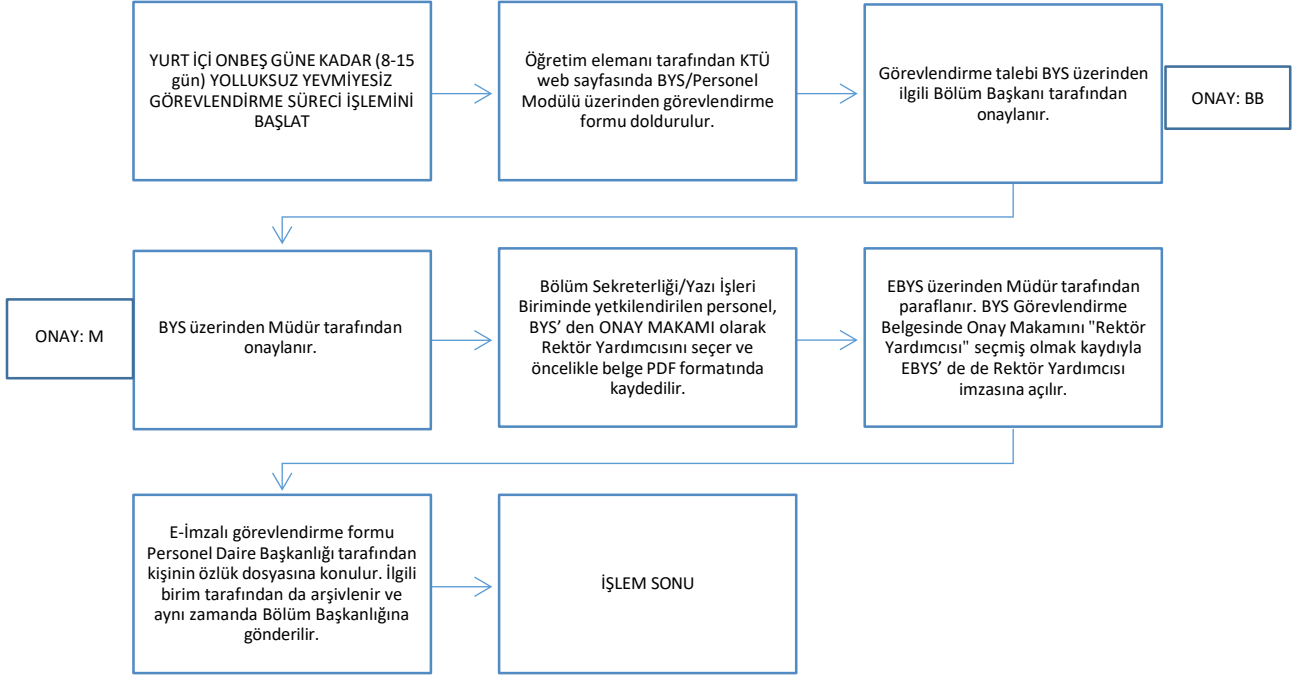 YURT İÇİ ONBEŞ GÜNE KADAR (8-15
gün) YOLLUKSUZ YEVMİYESİZ
GÖREVLENDİRME SÜRECİ İŞLEMİNİ
BAŞLAT
Öğretim elemanı tarafından KTÜ
web sayfasında BYS/Personel
Modülü üzerinden görevlendirme
formu doldurulur.
Görevlendirme talebi BYS üzerinden
ilgili Bölüm Başkanı tarafından
onaylanır.
ONAY: BB
ONAY: M
BYS üzerinden Müdür tarafından
onaylanır.
Bölüm Sekreterliği/Yazı İşleri
Biriminde yetkilendirilen personel,
BYS’ den ONAY MAKAMI olarak
Rektör Yardımcısını seçer ve
öncelikle belge PDF formatında
kaydedilir.
EBYS üzerinden Müdür tarafından
paraflanır. BYS Görevlendirme
Belgesinde Onay Makamını "Rektör
Yardımcısı" seçmiş olmak kaydıyla
EBYS’ de de Rektör Yardımcısı
imzasına açılır.
E-İmzalı görevlendirme formu
Personel Daire Başkanlığı tarafından
kişinin özlük dosyasına konulur. İlgili
birim tarafından da arşivlenir ve
aynı zamanda Bölüm Başkanlığına
gönderilir.
İŞLEM SONU